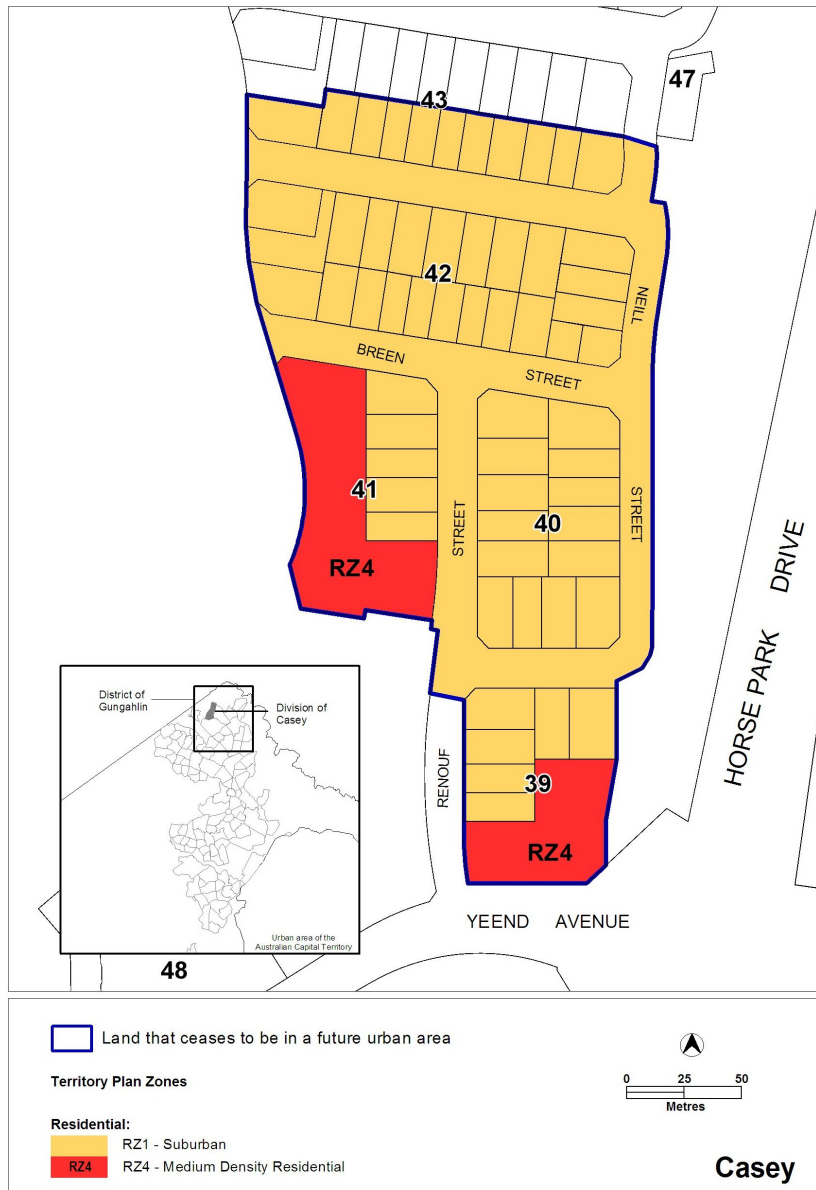 43
47
42
NEILL
BREEN
STREET
41
STREET
40
STREET
RZ4
HORSE PARK DRIVE
District of
Gungahlin
Division of
Casey
RENOUF
39
RZ4
YEEND AVENUE
Urban area of the
Australian Capital Territory
48
Land that ceases to be in a future urban area
Territory Plan Zones
0 25 50
Metres
Residential:
RZ1 - Suburban
RZ4 RZ4 - Medium Density Residential
Casey